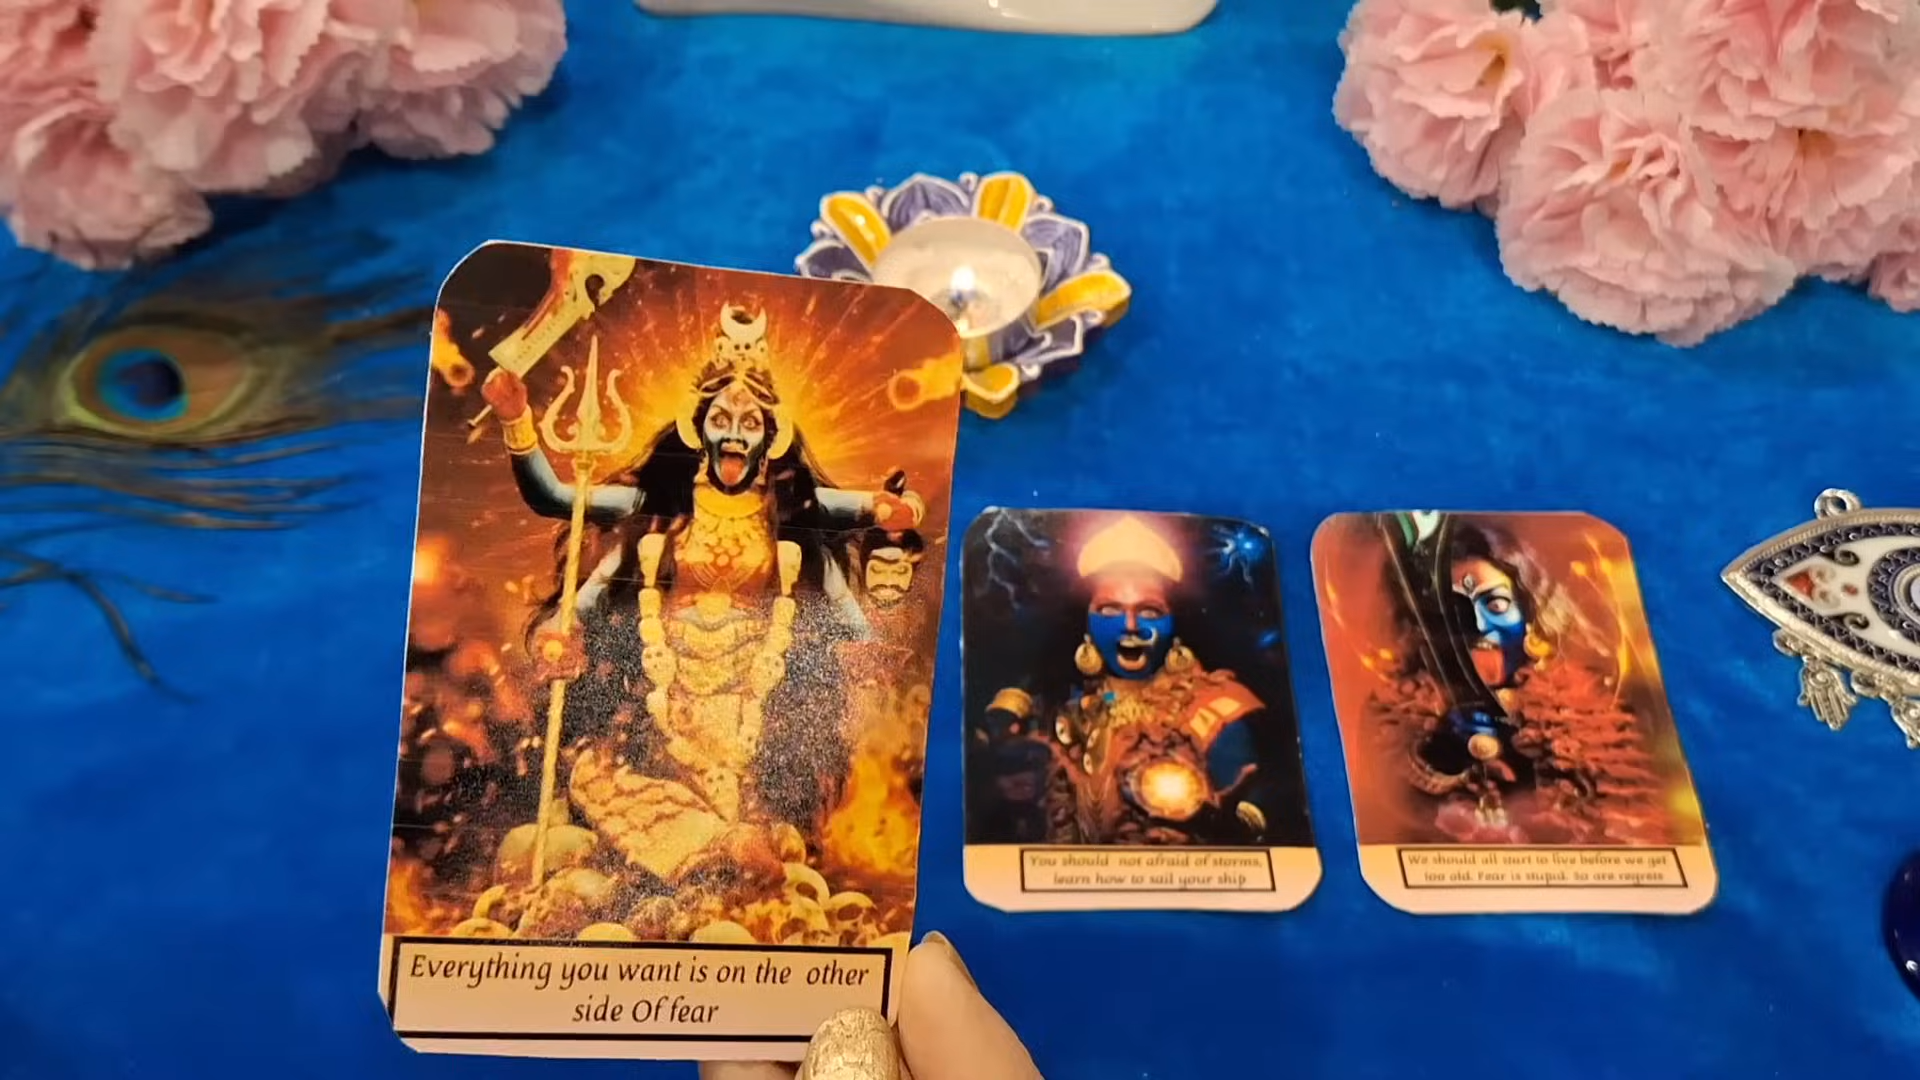 Everything you want is on the other
side Of fear
You should not afraid of storms,
learn how to sail your ship
We should all start to live before we get
too old. Fear is stupid. So are regrets